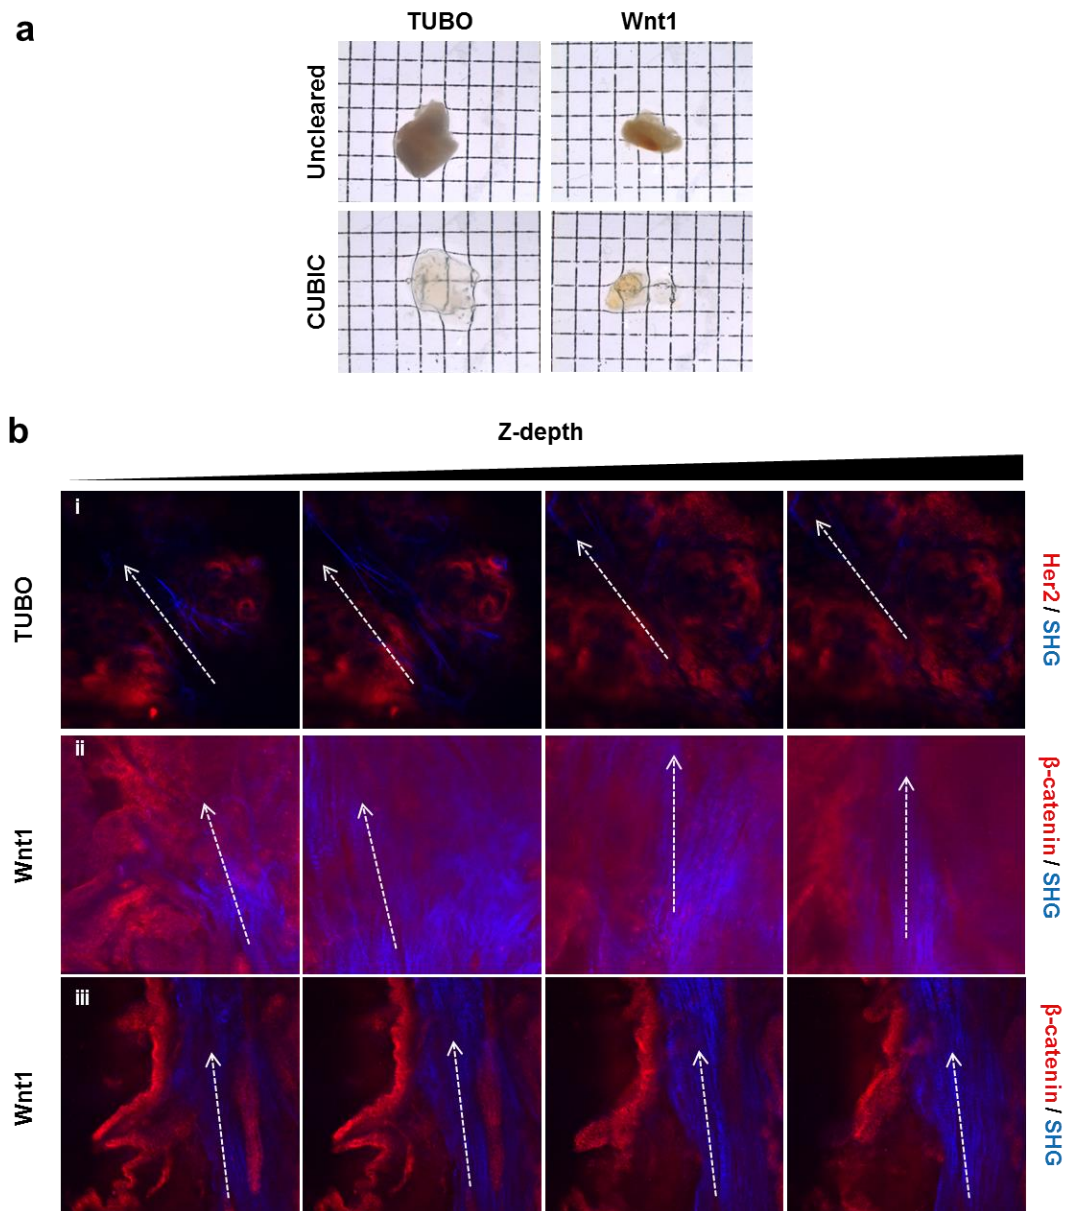 a
TUBO
Wnt1
Uncleared
CUBIC
b
Z-depth
TUBO
i
Her2 / SHG
Wnt1
ii
β-catenin / SHG
Wnt1
iii
β-catenin / SHG